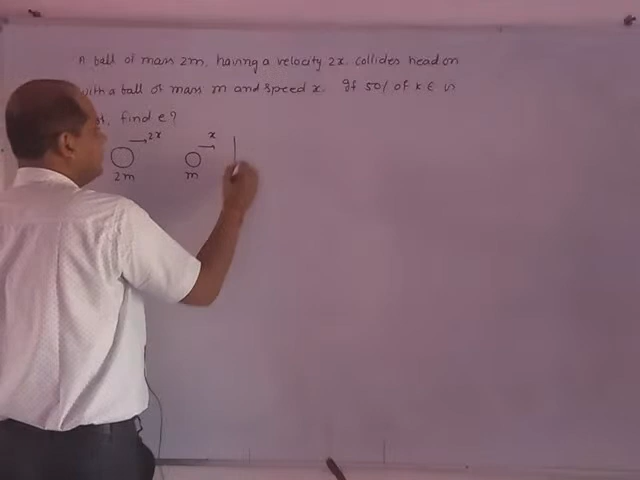 A ball of mass 2m, having a velocity 2x collides head on
with a ball of mass m and speed x. If 50% of KE is
find e?
2x x
2m m